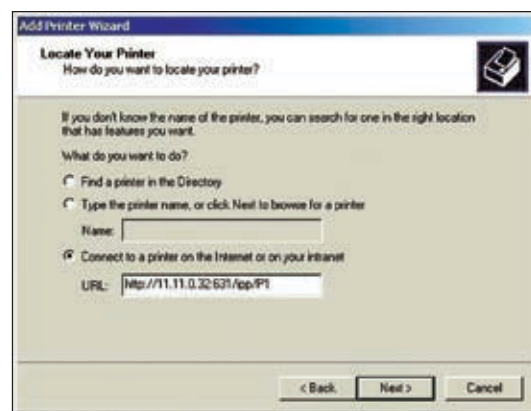 Add Printer Wizard
Locate Your Printer
How do you want to locate your printer?
If you don't know the name of the printer, you can search for one in the right location
that has features you want.
What do you want to do?
Find a printer in the Directory
Type the printer name, or click Next to browse for a printer
Name:
Connect to a printer on the Internet or on your intranet
URL: http://11.11.0.32:631/ipp/P1
< Back Next > Cancel